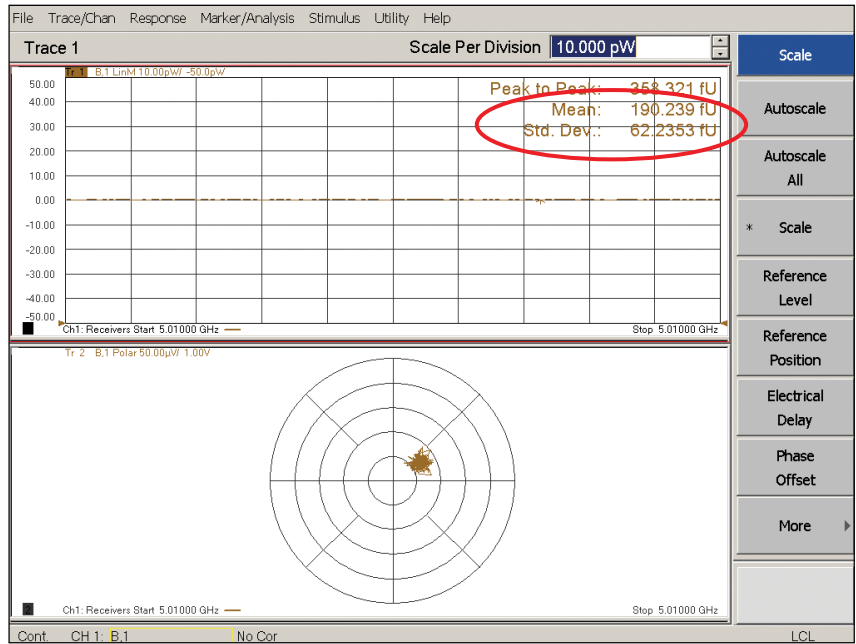 File Trace/Chan Response Marker/Analysis Stimulus Utility Help
Trace 1 Scale Per Division 10.000 pW
Tr 1 B,1 LinM 10.00pW/ -50.0pW
Peak to Peak: 358.321 fU
Mean: 190.239 fU
Std. Dev.: 62.2353 fU
50.00
40.00
30.00
20.00
10.00
0.00
-10.00
-20.00
-30.00
-40.00
-50.00
Ch1: Receivers Start 5.01000 GHz Stop 5.01000 GHz
Tr 2 B,1 Polar 50.00µV/ 1.00V
2 Ch1: Receivers Start 5.01000 GHz Stop 5.01000 GHz
Cont. CH 1: B,1 No Cor LCL
Scale
Autoscale
Autoscale
All
* Scale
Reference
Level
Reference
Position
Electrical
Delay
Phase
Offset
More